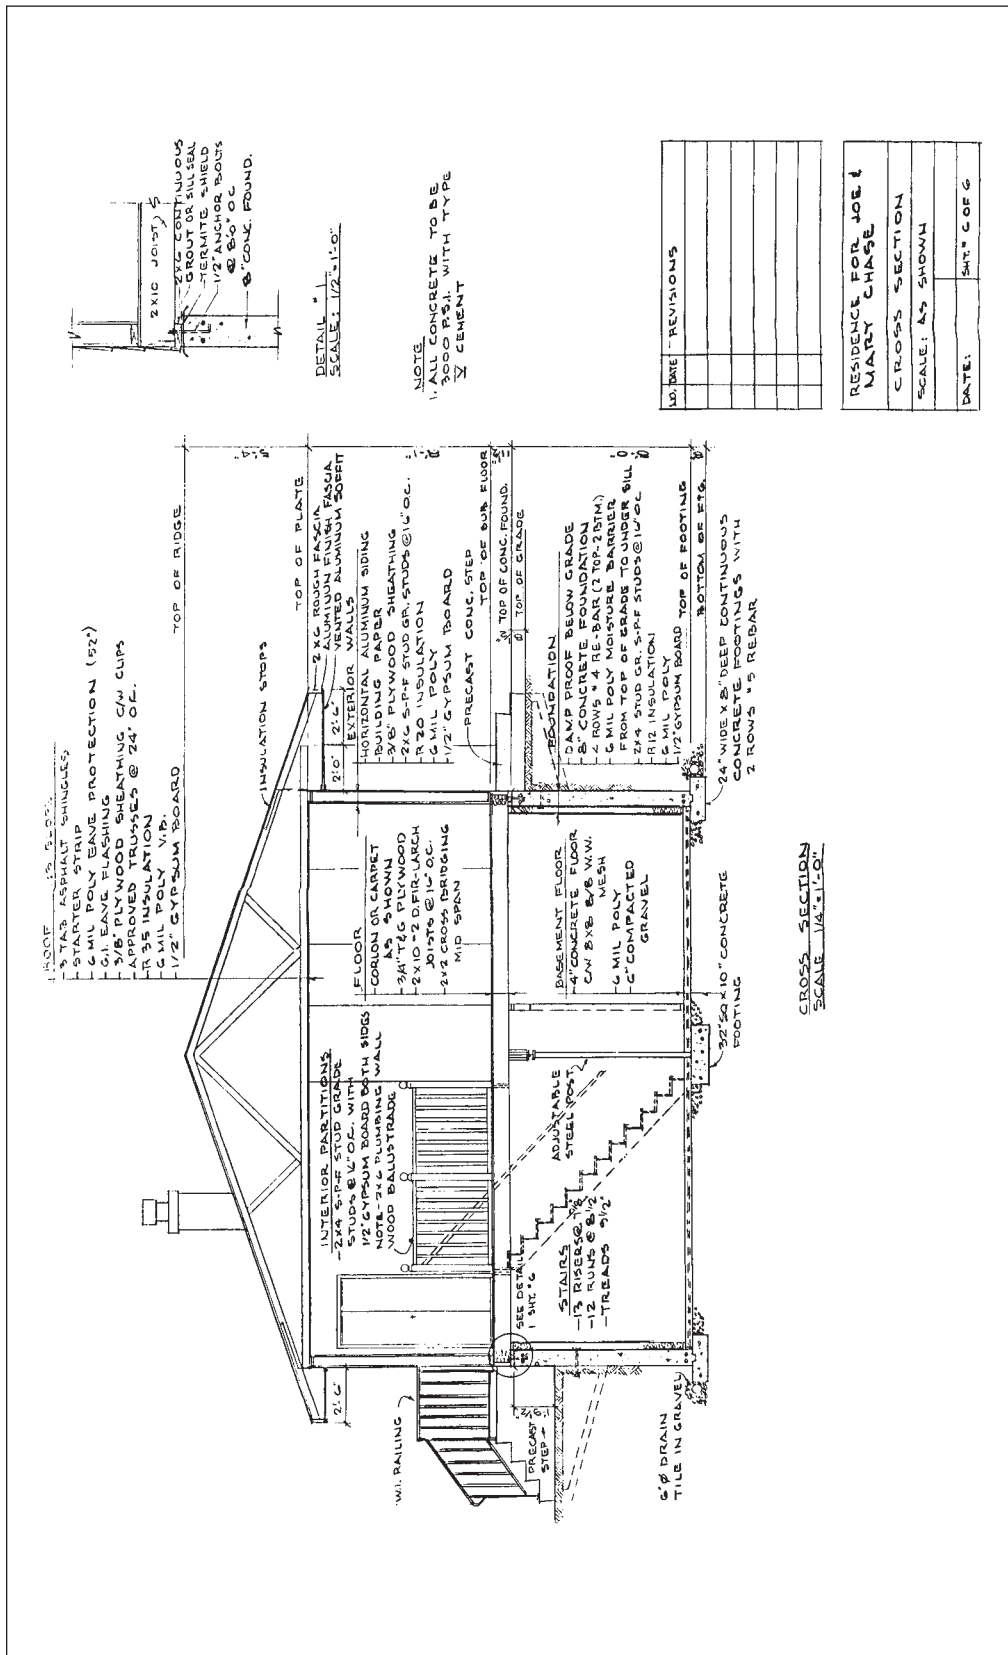 3 TAB ASPHALT SHINGLES
STARTER STRIP
6 MIL POLY EAVE PROTECTION (52")
G.I. EAVE FLASHING
3/8" PLYWOOD SHEATHING C/W CLIPS
APPROVED TRUSSES @ 24" O.C.
R 35 INSULATION
6 MIL POLY V.B.
1/2" GYPSUM BOARD
TOP OF RIDGE
INSULATION STOPS
TOP OF PLATE
2x6 ROUGH FASCIA
ALUMINUM FINISH FASCIA
VENTED ALUMINUM SOFFIT
2'-0" 2'-6"
EXTERIOR WALLS
HORIZONTAL ALUMINUM SIDING
BUILDING PAPER
3/8" PLYWOOD SHEATHING
2x6 S-P-F STUD GR. STUDS @ 16" O.C.
R 20 INSULATION
6 MIL POLY
1/2" GYPSUM BOARD
PRECAST CONC. STEP
TOP OF SUB FLOOR
TOP OF CONC. FOUND.
TOP OF GRADE
FOUNDATION
DAMP PROOF BELOW GRADE
8" CONCRETE FOUNDATION
ROWS #4 RE-BAR (2 TOP-2 BTM.)
6 MIL POLY MOISTURE BARRIER
FROM TOP OF GRADE TO UNDER SILL
2x4 STUD GR. S-P-F STUDS @ 16" O.C
R 12 INSULATION
6 MIL POLY
1/2" GYPSUM BOARD
TOP OF FOOTING
BOTTOM OF FTG.
24" WIDE x 8" DEEP CONTINUOUS
CONCRETE FOOTINGS WITH
2 ROWS #5 REBAR
FLOOR
CORLON OR CARPET
AS SHOWN
3/4" T&G PLYWOOD
2x10-2 D.FIR-LARCH
JOISTS @ 16" O.C.
2x2 CROSS BRIDGING
MID SPAN
BASEMENT FLOOR
4" CONCRETE FLOOR
C/W 8x8 8/8 W.W.
MESH
6 MIL POLY
6" COMPACTED
GRAVEL
32" SQ x 10" CONCRETE
FOOTING
INTERIOR PARTITIONS
2x4 S-P-F STUD GRADE
STUDS @ 16" O.C. WITH
1/2" GYPSUM BOARD BOTH SIDES
NOTE-2x6 PLUMBING WALL
WOOD BALUSTRADE
ADJUSTABLE
STEEL POST
SEE DETAIL
1 SHT. #6
STAIRS
-13 RISERS @
-12 RUNS @ 8 1/2
-TREADS 9 1/2"
2'-6"
W.I. RAILING
PRECAST
STEP
6"Ø DRAIN
TILE IN GRAVEL
CROSS SECTION
SCALE 1/4"=1'-0"
2x10 JOIST
2x6 CONTINUOUS
GROUT OR SILL SEAL
TERMITE SHIELD
1/2" ANCHOR BOLTS
@ 8'0" O.C
8" CONC. FOUND.
DETAIL # 1
SCALE: 1/2"=1'-0"
NOTE
1. ALL CONCRETE TO BE
3000 P.S.I. WITH TYPE
V CEMENT
NO. DATE REVISIONS
RESIDENCE FOR JOE &
MARY CHASE
CROSS SECTION
SCALE: AS SHOWN
DATE: SHT. # 6 OF 6